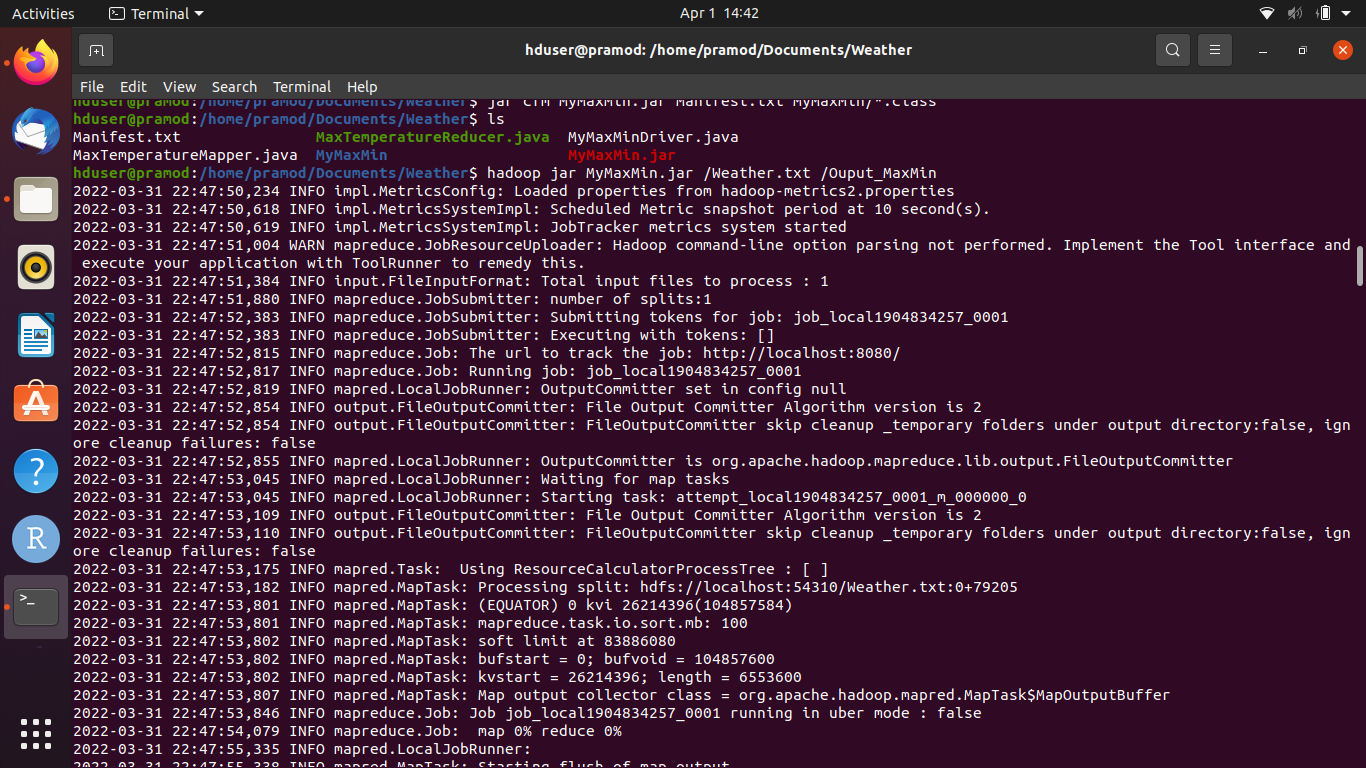 Activities
Terminal
Apr 1 14:42
hduser@pramod: /home/pramod/Documents/Weather
File Edit View Search Terminal Help
hduser@pramod:/home/pramod/Documents/Weather$ jar cfm MyMaxMin.jar Manifest.txt MyMaxMin/*.class
hduser@pramod:/home/pramod/Documents/Weather$ ls
Manifest.txt MaxTemperatureReducer.java MyMaxMinDriver.java
MaxTemperatureMapper.java MyMaxMin MyMaxMin.jar
hduser@pramod:/home/pramod/Documents/Weather$ hadoop jar MyMaxMin.jar /Weather.txt /Ouput_MaxMin
2022-03-31 22:47:50,234 INFO impl.MetricsConfig: Loaded properties from hadoop-metrics2.properties
2022-03-31 22:47:50,618 INFO impl.MetricsSystemImpl: Scheduled Metric snapshot period at 10 second(s).
2022-03-31 22:47:50,619 INFO impl.MetricsSystemImpl: JobTracker metrics system started
2022-03-31 22:47:51,004 WARN mapreduce.JobResourceUploader: Hadoop command-line option parsing not performed. Implement the Tool interface and
execute your application with ToolRunner to remedy this.
2022-03-31 22:47:51,384 INFO input.FileInputFormat: Total input files to process : 1
2022-03-31 22:47:51,880 INFO mapreduce.JobSubmitter: number of splits:1
2022-03-31 22:47:52,383 INFO mapreduce.JobSubmitter: Submitting tokens for job: job_local1904834257_0001
2022-03-31 22:47:52,383 INFO mapreduce.JobSubmitter: Executing with tokens: []
2022-03-31 22:47:52,815 INFO mapreduce.Job: The url to track the job: http://localhost:8080/
2022-03-31 22:47:52,817 INFO mapreduce.Job: Running job: job_local1904834257_0001
2022-03-31 22:47:52,819 INFO mapred.LocalJobRunner: OutputCommitter set in config null
2022-03-31 22:47:52,854 INFO output.FileOutputCommitter: File Output Committer Algorithm version is 2
2022-03-31 22:47:52,854 INFO output.FileOutputCommitter: FileOutputCommitter skip cleanup _temporary folders under output directory:false, ign
ore cleanup failures: false
2022-03-31 22:47:52,855 INFO mapred.LocalJobRunner: OutputCommitter is org.apache.hadoop.mapreduce.lib.output.FileOutputCommitter
2022-03-31 22:47:53,045 INFO mapred.LocalJobRunner: Waiting for map tasks
2022-03-31 22:47:53,045 INFO mapred.LocalJobRunner: Starting task: attempt_local1904834257_0001_m_000000_0
2022-03-31 22:47:53,109 INFO output.FileOutputCommitter: File Output Committer Algorithm version is 2
2022-03-31 22:47:53,110 INFO output.FileOutputCommitter: FileOutputCommitter skip cleanup _temporary folders under output directory:false, ign
ore cleanup failures: false
2022-03-31 22:47:53,175 INFO mapred.Task:  Using ResourceCalculatorProcessTree : [ ]
2022-03-31 22:47:53,182 INFO mapred.MapTask: Processing split: hdfs://localhost:54310/Weather.txt:0+79205
2022-03-31 22:47:53,801 INFO mapred.MapTask: (EQUATOR) 0 kvi 26214396(104857584)
2022-03-31 22:47:53,801 INFO mapred.MapTask: mapreduce.task.io.sort.mb: 100
2022-03-31 22:47:53,802 INFO mapred.MapTask: soft limit at 83886080
2022-03-31 22:47:53,802 INFO mapred.MapTask: bufstart = 0; bufvoid = 104857600
2022-03-31 22:47:53,802 INFO mapred.MapTask: kvstart = 26214396; length = 6553600
2022-03-31 22:47:53,807 INFO mapred.MapTask: Map output collector class = org.apache.hadoop.mapred.MapTask$MapOutputBuffer
2022-03-31 22:47:53,846 INFO mapreduce.Job: Job job_local1904834257_0001 running in uber mode : false
2022-03-31 22:47:54,079 INFO mapreduce.Job:  map 0% reduce 0%
2022-03-31 22:47:55,335 INFO mapred.LocalJobRunner:
2022-03-31 22:47:55,338 INFO mapred.MapTask: Starting flush of map output